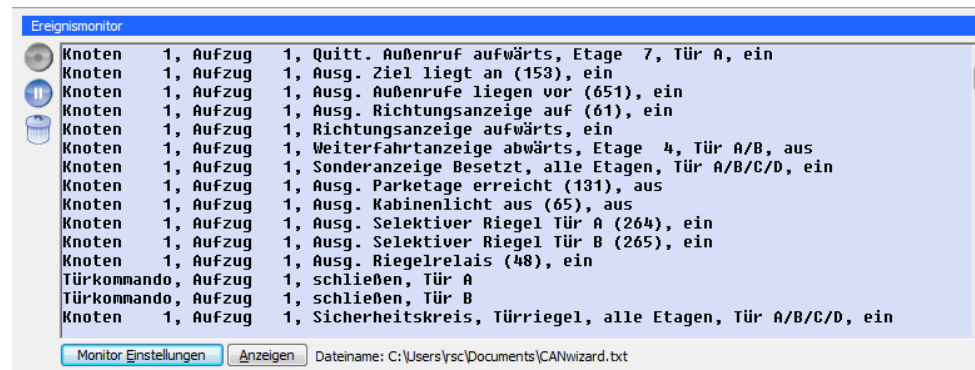 Ereignismonitor
Knoten    1, Aufzug   1, Quitt. Außenruf aufwärts, Etage  7, Tür A, ein
Knoten    1, Aufzug   1, Ausg. Ziel liegt an (153), ein
Knoten    1, Aufzug   1, Ausg. Außenrufe liegen vor (651), ein
Knoten    1, Aufzug   1, Ausg. Richtungsanzeige auf (61), ein
Knoten    1, Aufzug   1, Richtungsanzeige aufwärts, ein
Knoten    1, Aufzug   1, Weiterfahrtanzeige abwärts, Etage  4, Tür A/B, aus
Knoten    1, Aufzug   1, Sonderanzeige Besetzt, alle Etagen, Tür A/B/C/D, ein
Knoten    1, Aufzug   1, Ausg. Parketage erreicht (131), aus
Knoten    1, Aufzug   1, Ausg. Kabinenlicht aus (65), aus
Knoten    1, Aufzug   1, Ausg. Selektiver Riegel Tür A (264), ein
Knoten    1, Aufzug   1, Ausg. Selektiver Riegel Tür B (265), ein
Knoten    1, Aufzug   1, Ausg. Riegelrelais (48), ein
Türkommando, Aufzug   1, schließen, Tür A
Türkommando, Aufzug   1, schließen, Tür B
Knoten    1, Aufzug   1, Sicherheitskreis, Türriegel, alle Etagen, Tür A/B/C/D, ein
Monitor Einstellungen Anzeigen Dateiname: C:\Users\rsc\Documents\CANwizard.txt